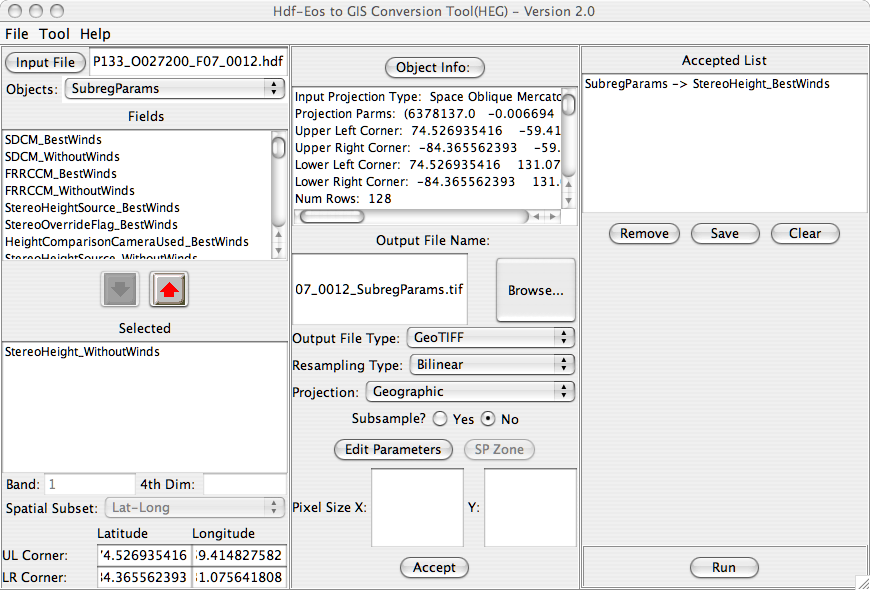 Hdf-Eos to GIS Conversion Tool(HEG) - Version 2.0
File Tool Help
Input File P133_O027200_F07_0012.hdf
Objects: SubregParams
Fields
SDCM_BestWinds
SDCM_WithoutWinds
FRRCCM_BestWinds
FRRCCM_WithoutWinds
StereoHeightSource_BestWinds
StereoOverrideFlag_BestWinds
HeightComparisonCameraUsed_BestWinds
StereoHeightSource_WithoutWinds
Selected
StereoHeight_WithoutWinds
Band: 1 4th Dim:
Spatial Subset: Lat-Long
Latitude Longitude
UL Corner: 4.526935416 9.414827582
LR Corner: 4.365562393 1.075641808
Object Info:
Input Projection Type: Space Oblique Mercato
Projection Parms: (6378137.0 -0.006694
Upper Left Corner: 74.526935416 -59.41
Upper Right Corner: -84.365562393 -59.
Lower Left Corner: 74.526935416 131.07
Lower Right Corner: -84.365562393 131.
Num Rows: 128
Output File Name:
07_0012_SubregParams.tif Browse...
Output File Type: GeoTIFF
Resampling Type: Bilinear
Projection: Geographic
Subsample? Yes No
Edit Parameters SP Zone
Pixel Size X: Y:
Accept
Accepted List
SubregParams -> StereoHeight_BestWinds
Remove Save Clear
Run